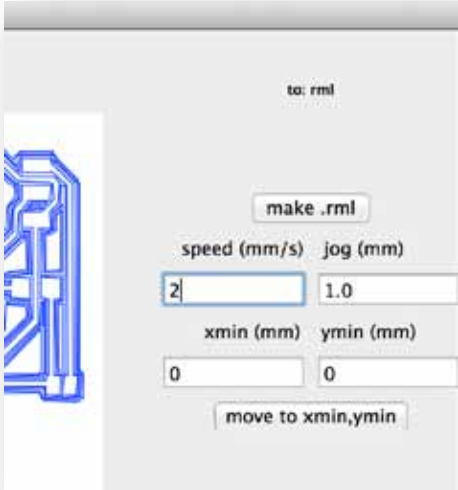 to: rml
make .rml
speed (mm/s) jog (mm)
2 1.0
xmin (mm) ymin (mm)
0 0
move to xmin,ymin